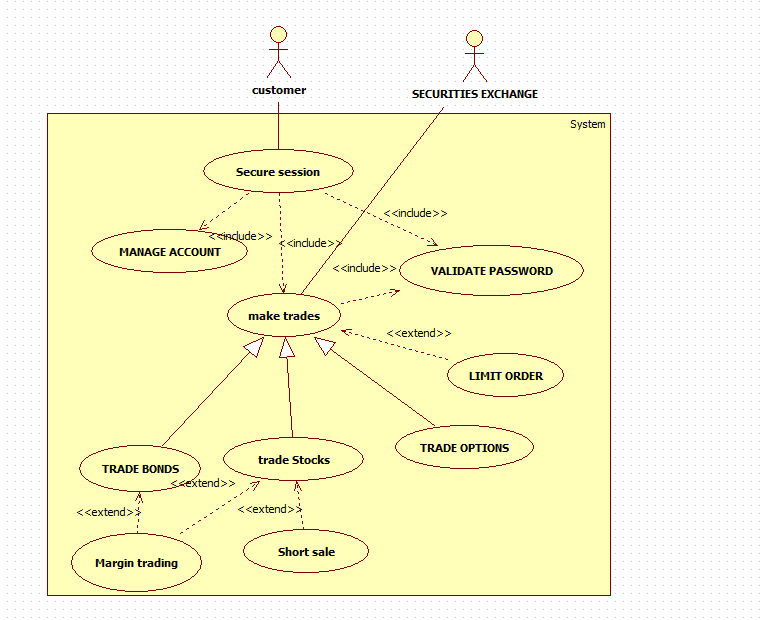 customer
SECURITIES EXCHANGE
System
Secure session
<<include>>
<<include>>
<<include>>
MANAGE ACCOUNT
<<include>>
VALIDATE PASSWORD
make trades
<<extend>>
LIMIT ORDER
TRADE OPTIONS
trade Stocks
TRADE BONDS
<<extend>>
<<extend>>
<<extend>>
Short sale
Margin trading